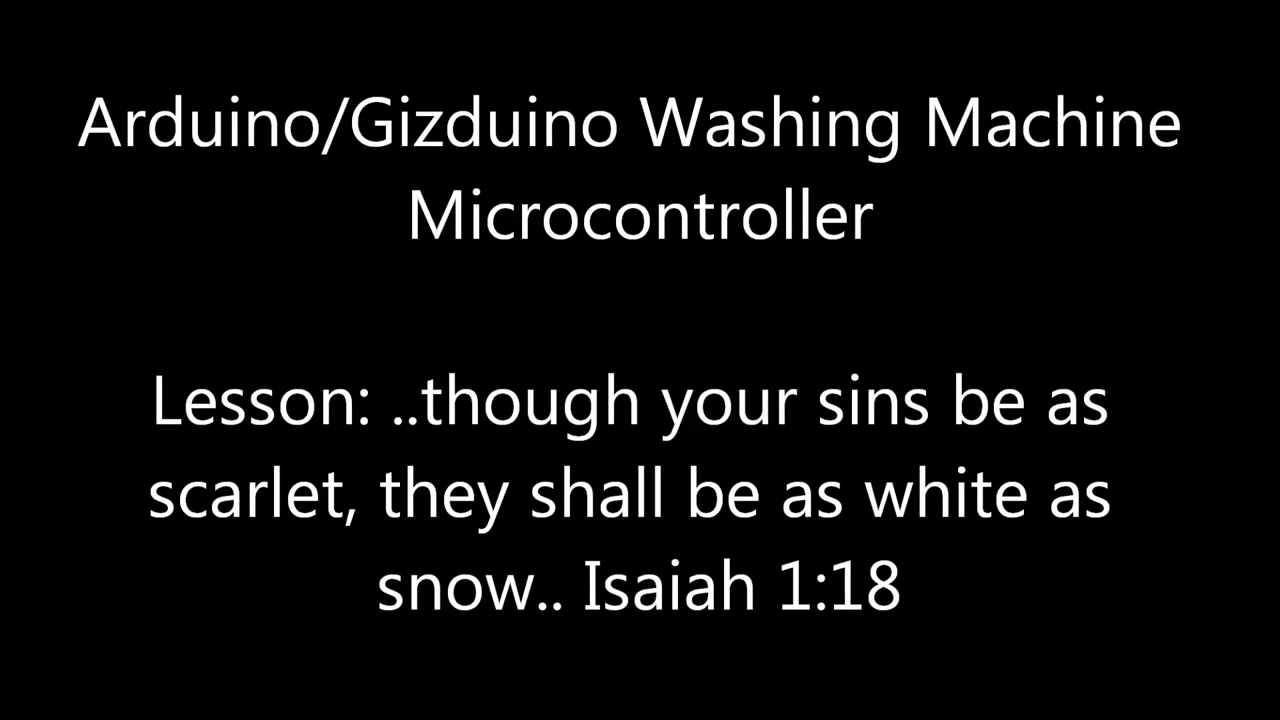 Arduino/Gizduino Washing Machine
Microcontroller
Lesson: ..though your sins be as
scarlet, they shall be as white as
snow.. Isaiah 1:18